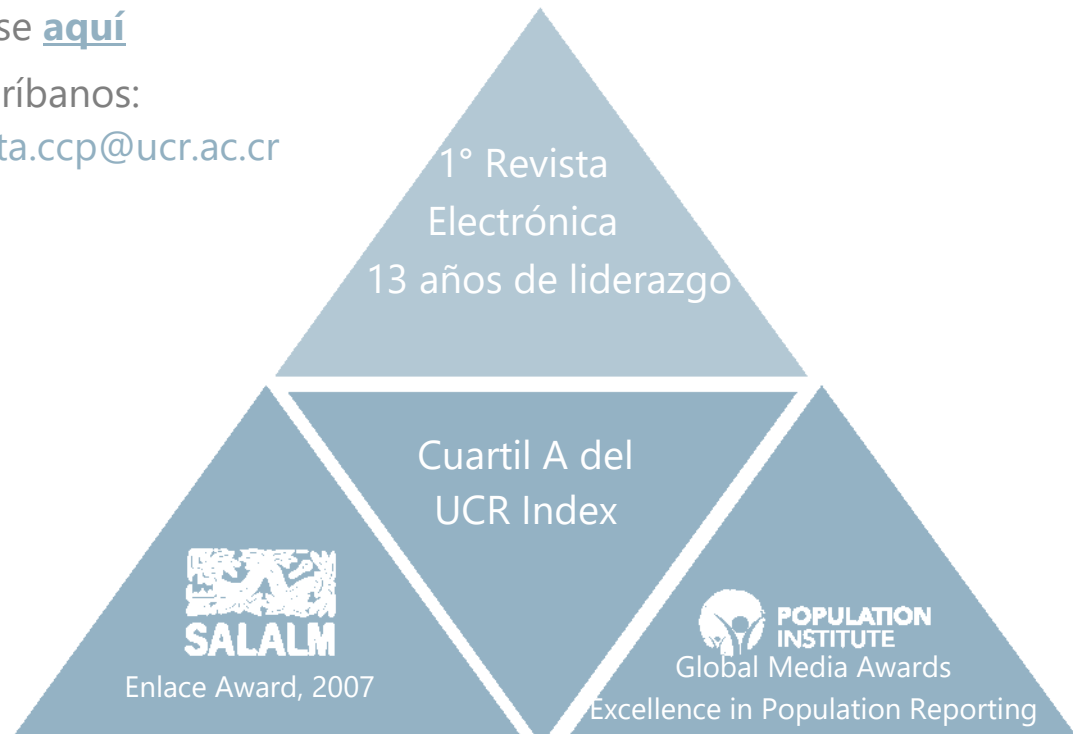 se aquí
ríbanos:
ta.ccp@ucr.ac.cr
1° Revista
Electrónica
13 años de liderazgo
Cuartil A del
UCR Index
SALALM
Enlace Award, 2007
POPULATION
INSTITUTE
Global Media Awards
Excellence in Population Reporting